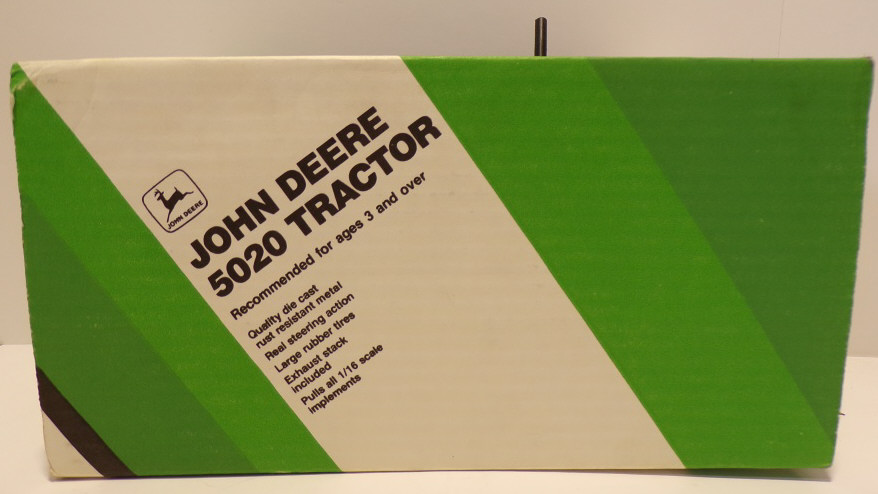 JOHN DEERE
JOHN DEERE
5020 TRACTOR
Recommended for ages 3 and over
Quality die cast
rust resistant metal
Real steering action
Large rubber tires
Exhaust stack
included
Pulls all 1/16 scale
implements